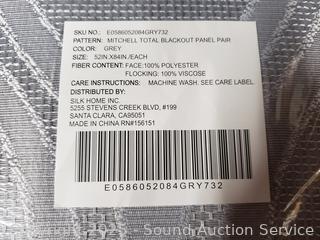 SKU NO.: E0586052084GRY732
PATTERN: MITCHELL TOTAL BLACKOUT PANEL PAIR
COLOR: GREY
SIZE: 52IN.X84IN./EACH
FIBER CONTENT: FACE:100% POLYESTER
FLOCKING: 100% VISCOSE
CARE INSTRUCTIONS: MACHINE WASH. SEE CARE LABEL
DISTRIBUTED BY:
SILK HOME INC.
5255 STEVENS CREEK BLVD, #199
SANTA CLARA, CA95051
MADE IN CHINA RN#156151
E0586052084GRY732
Copyright 2023 - Sound Auction Service -